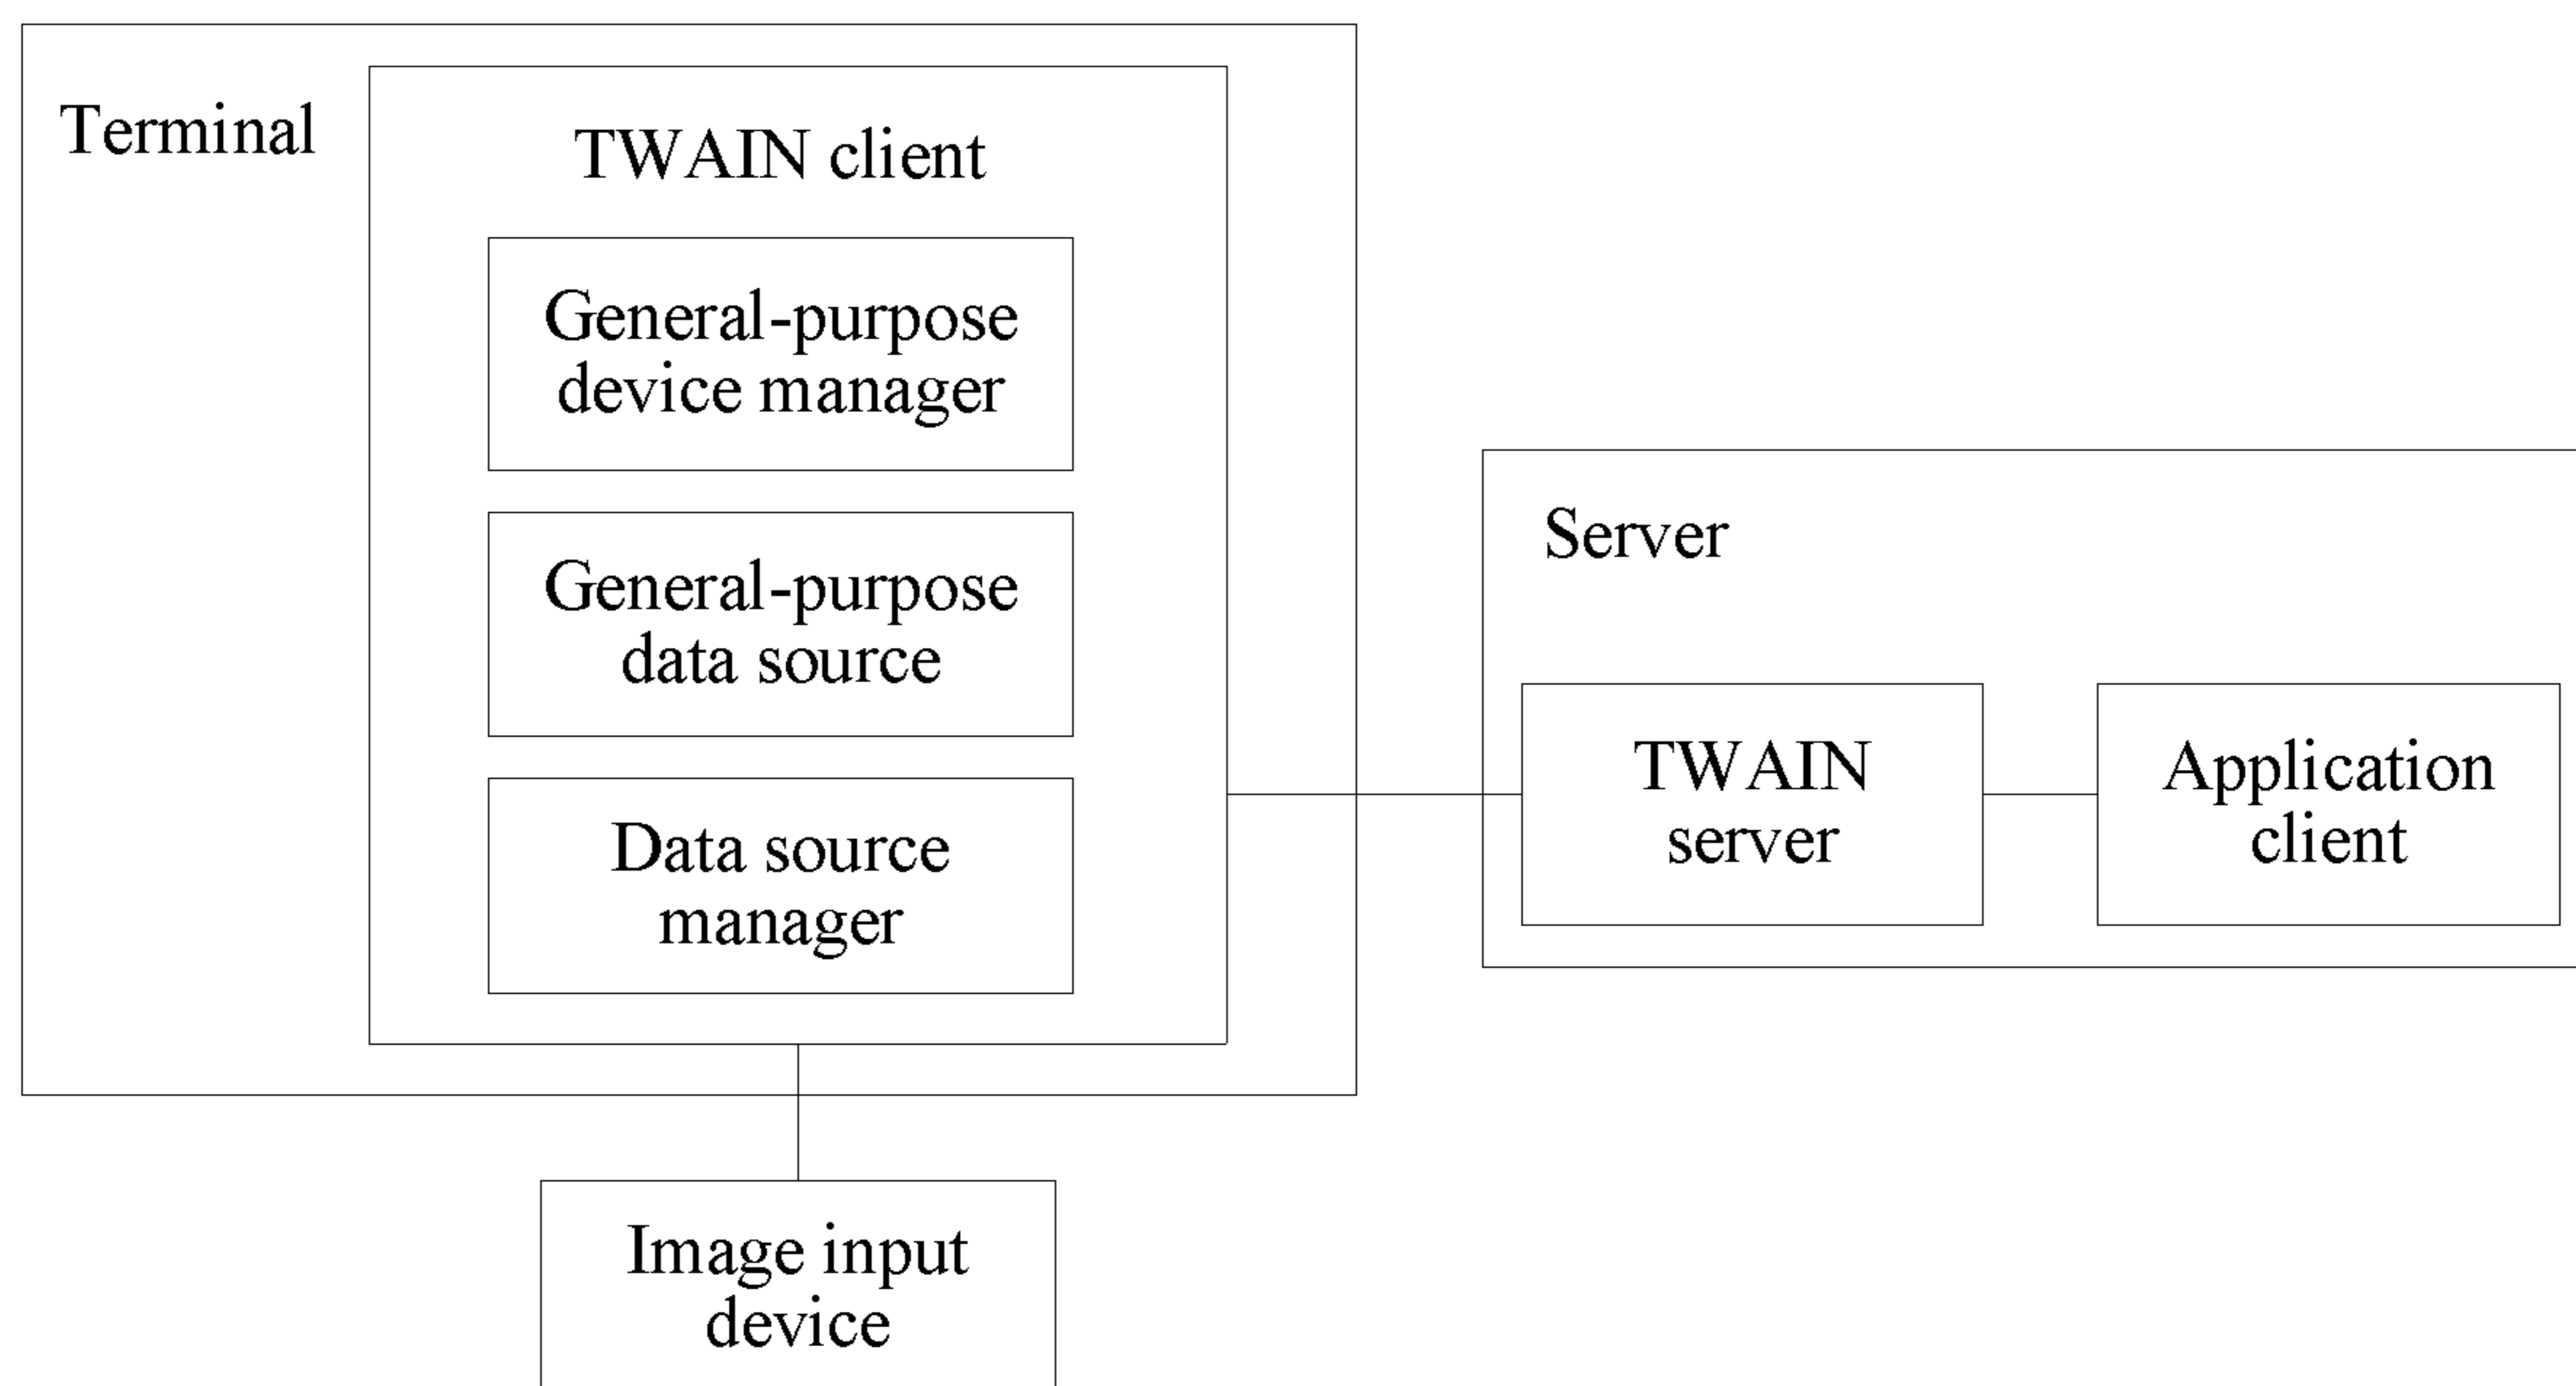 Terminal
TWAIN client
General-purpose
device manager
General-purpose
data source
Data source
manager
Server
TWAIN
server
Application
client
Image input
device